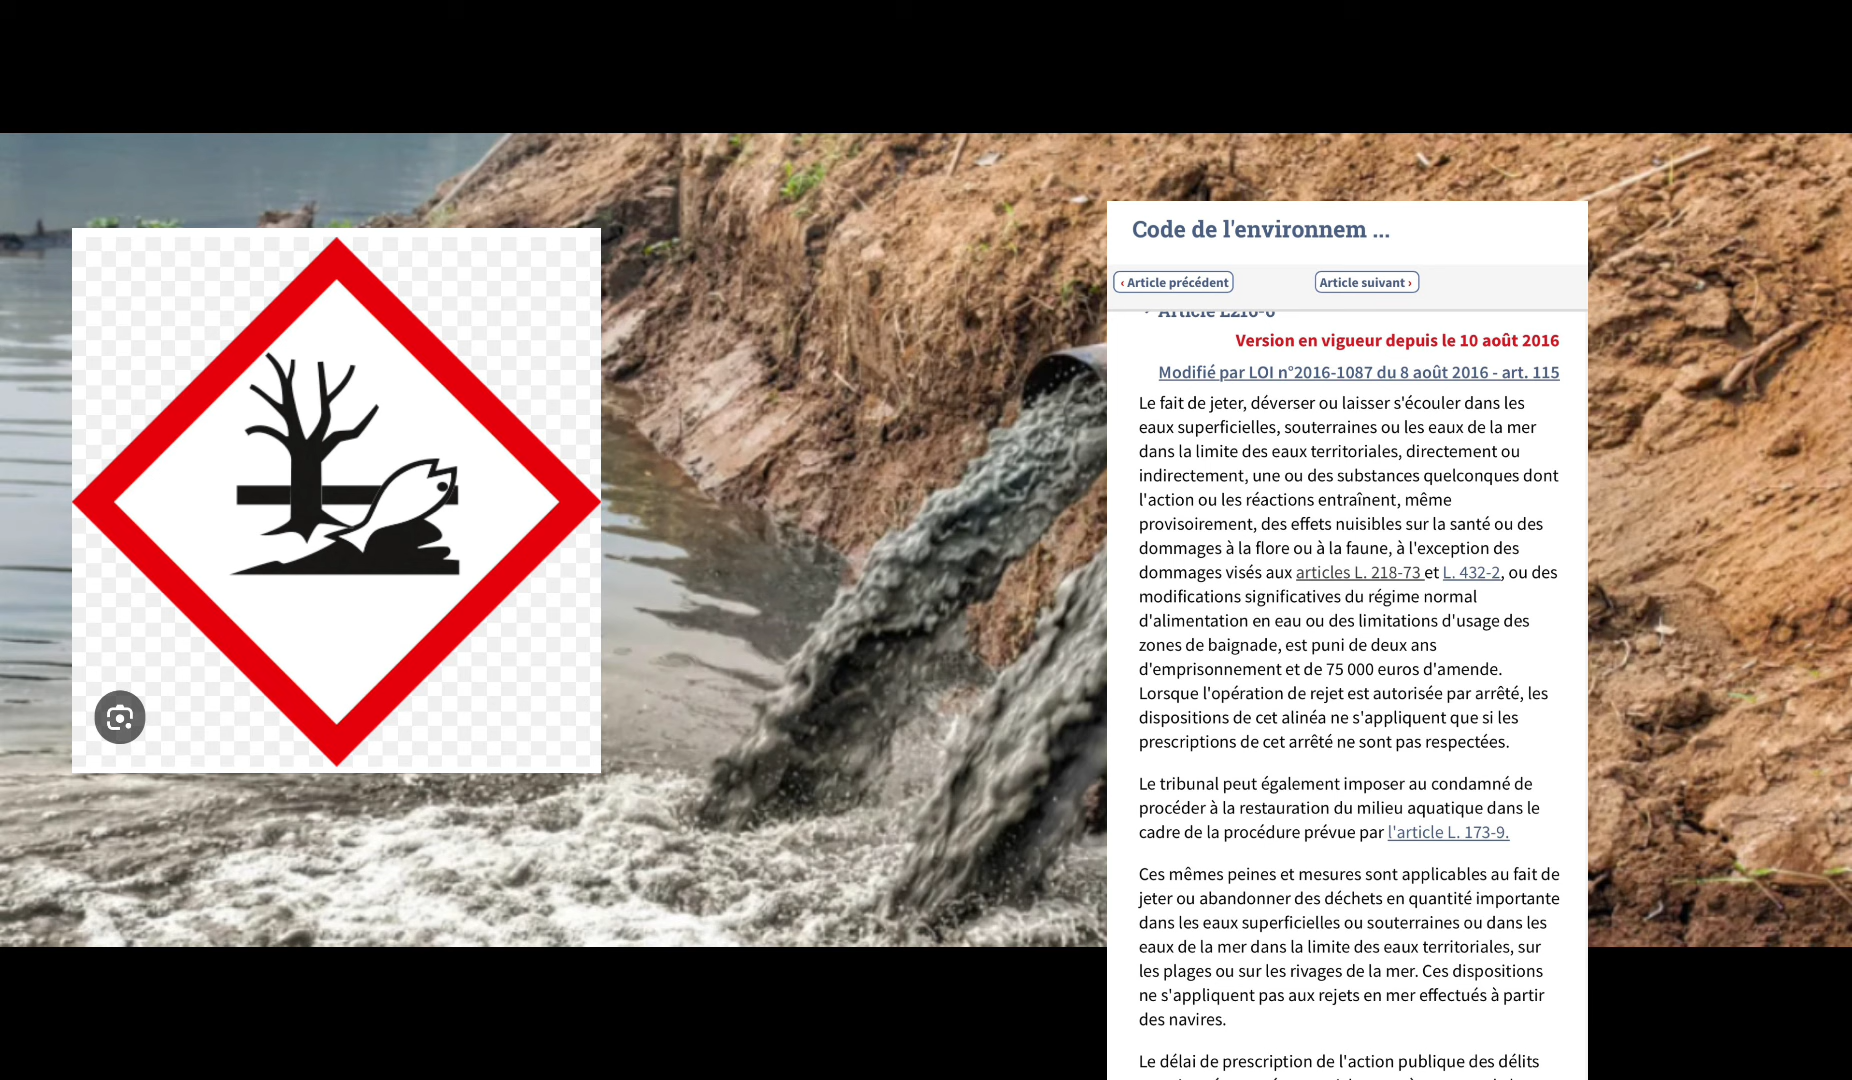 Code de l'environnem ...
‹ Article précédent
Article suivant ›
Article L216-6
Version en vigueur depuis le 10 août 2016
Modifié par LOI n°2016-1087 du 8 août 2016 - art. 115
Le fait de jeter, déverser ou laisser s'écouler dans les
eaux superficielles, souterraines ou les eaux de la mer
dans la limite des eaux territoriales, directement ou
indirectement, une ou des substances quelconques dont
l'action ou les réactions entraînent, même
provisoirement, des effets nuisibles sur la santé ou des
dommages à la flore ou à la faune, à l'exception des
dommages visés aux articles L. 218-73 et L. 432-2, ou des
modifications significatives du régime normal
d'alimentation en eau ou des limitations d'usage des
zones de baignade, est puni de deux ans
d'emprisonnement et de 75 000 euros d'amende.
Lorsque l'opération de rejet est autorisée par arrêté, les
dispositions de cet alinéa ne s'appliquent que si les
prescriptions de cet arrêté ne sont pas respectées.
Le tribunal peut également imposer au condamné de
procéder à la restauration du milieu aquatique dans le
cadre de la procédure prévue par l'article L. 173-9.
Ces mêmes peines et mesures sont applicables au fait de
jeter ou abandonner des déchets en quantité importante
dans les eaux superficielles ou souterraines ou dans les
eaux de la mer dans la limite des eaux territoriales, sur
les plages ou sur les rivages de la mer. Ces dispositions
ne s'appliquent pas aux rejets en mer effectués à partir
des navires.
Le délai de prescription de l'action publique des délits